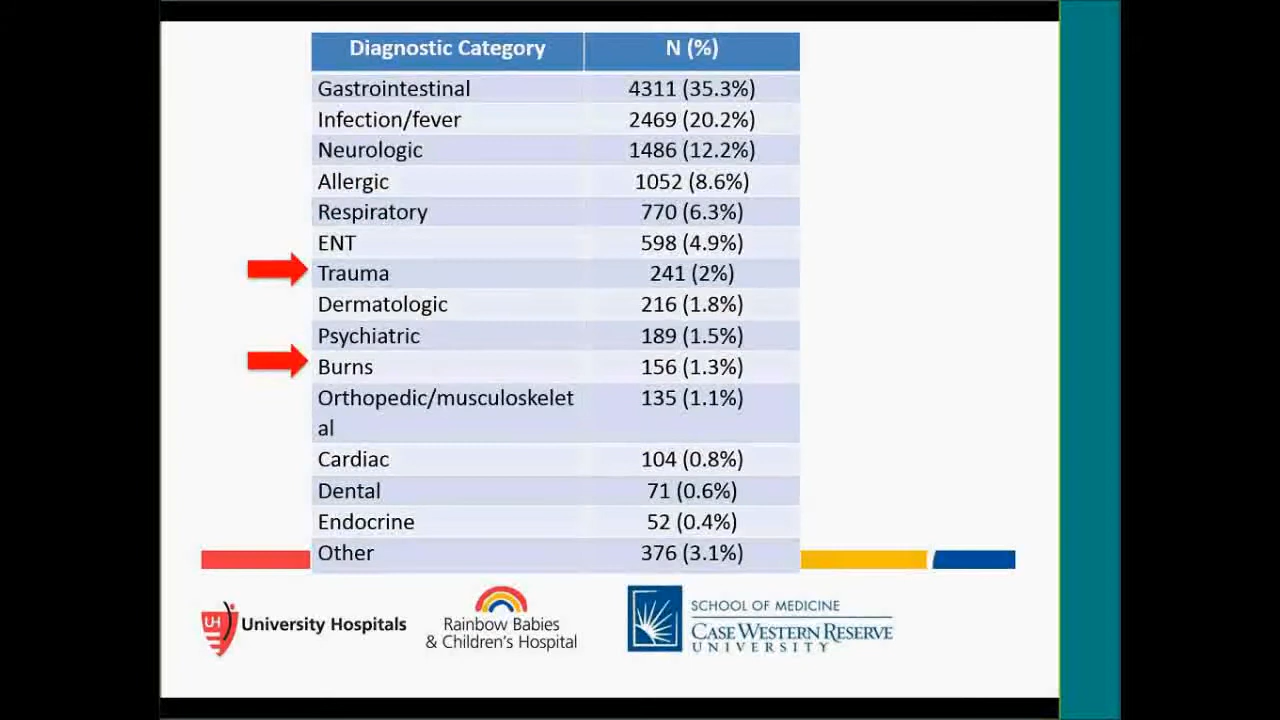 Diagnostic Category N (%)
Gastrointestinal 4311 (35.3%)
Infection/fever 2469 (20.2%)
Neurologic 1486 (12.2%)
Allergic 1052 (8.6%)
Respiratory 770 (6.3%)
ENT 598 (4.9%)
Trauma 241 (2%)
Dermatologic 216 (1.8%)
Psychiatric 189 (1.5%)
Burns 156 (1.3%)
Orthopedic/musculoskelet 135 (1.1%)
al
Cardiac 104 (0.8%)
Dental 71 (0.6%)
Endocrine 52 (0.4%)
Other 376 (3.1%)
UH University Hospitals
Rainbow Babies
& Children's Hospital
SCHOOL OF MEDICINE
CASE WESTERN RESERVE
UNIVERSITY